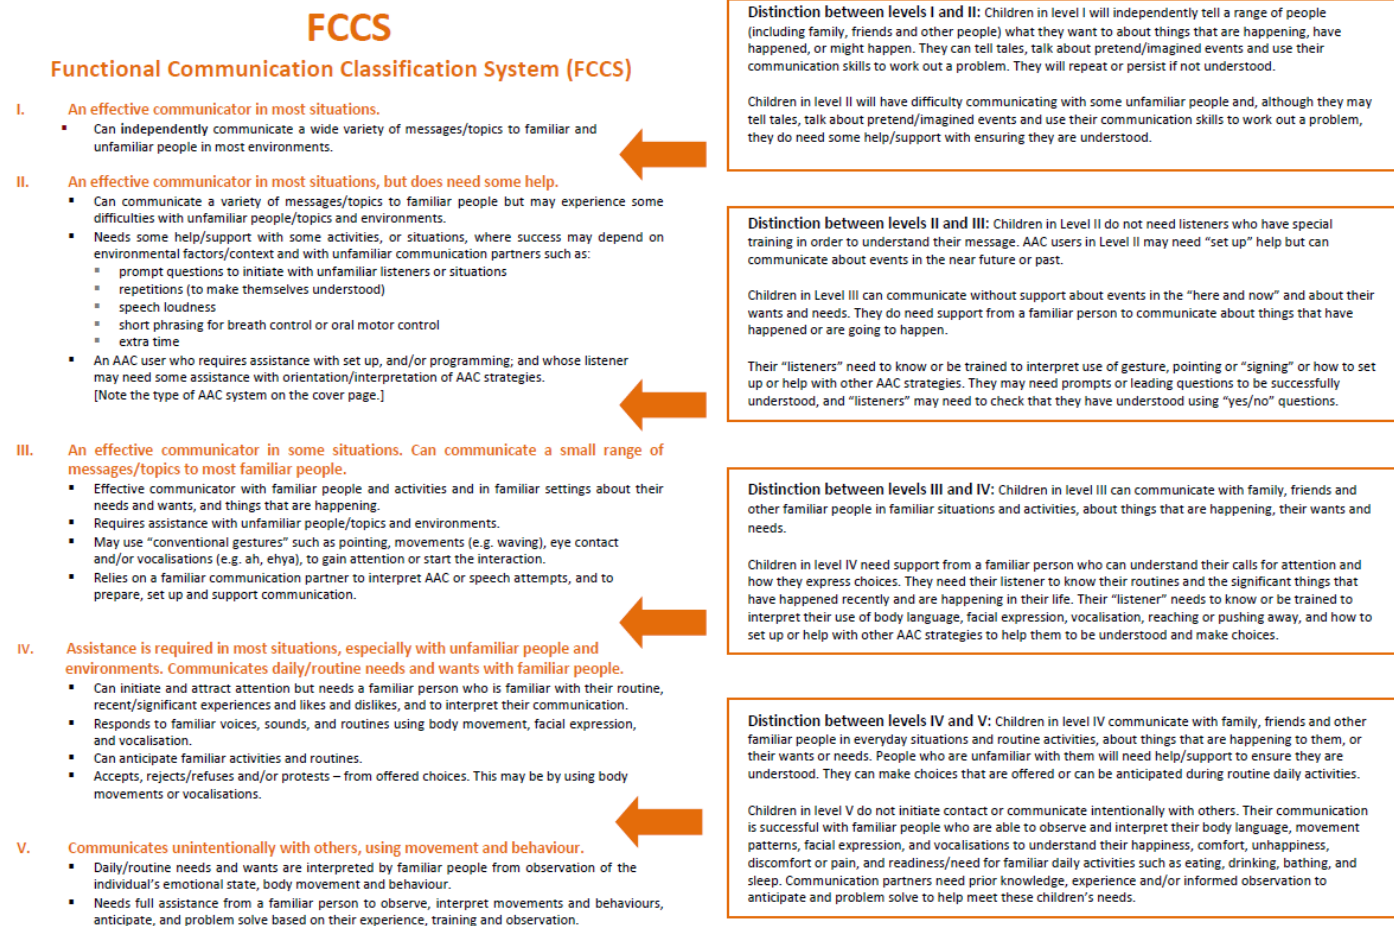 FCCS
Functional Communication Classification System (FCCS)
I. An effective communicator in most situations.
▪ Can independently communicate a wide variety of messages/topics to familiar and
unfamiliar people in most environments.
II. An effective communicator in most situations, but does need some help.
▪ Can communicate a variety of messages/topics to familiar people but may experience some
difficulties with unfamiliar people/topics and environments.
▪ Needs some help/support with some activities, or situations, where success may depend on
environmental factors/context and with unfamiliar communication partners such as:
▪ prompt questions to initiate with unfamiliar listeners or situations
▪ repetitions (to make themselves understood)
▪ speech loudness
▪ short phrasing for breath control or oral motor control
▪ extra time
▪ An AAC user who requires assistance with set up, and/or programming; and whose listener
may need some assistance with orientation/interpretation of AAC strategies.
[Note the type of AAC system on the cover page.]
III. An effective communicator in some situations. Can communicate a small range of
messages/topics to most familiar people.
▪ Effective communicator with familiar people and activities and in familiar settings about their
needs and wants, and things that are happening.
▪ Requires assistance with unfamiliar people/topics and environments.
▪ May use “conventional gestures” such as pointing, movements (e.g. waving), eye contact
and/or vocalisations (e.g. ah, ehya), to gain attention or start the interaction.
▪ Relies on a familiar communication partner to interpret AAC or speech attempts, and to
prepare, set up and support communication.
IV. Assistance is required in most situations, especially with unfamiliar people and
environments. Communicates daily/routine needs and wants with familiar people.
▪ Can initiate and attract attention but needs a familiar person who is familiar with their routine,
recent/significant experiences and likes and dislikes, and to interpret their communication.
▪ Responds to familiar voices, sounds, and routines using body movement, facial expression,
and vocalisation.
▪ Can anticipate familiar activities and routines.
▪ Accepts, rejects/refuses and/or protests – from offered choices. This may be by using body
movements or vocalisations.
V. Communicates unintentionally with others, using movement and behaviour.
▪ Daily/routine needs and wants are interpreted by familiar people from observation of the
individual’s emotional state, body movement and behaviour.
▪ Needs full assistance from a familiar person to observe, interpret movements and behaviours,
anticipate, and problem solve based on their experience, training and observation.
Distinction between levels I and II: Children in level I will independently tell a range of people
(including family, friends and other people) what they want to about things that are happening, have
happened, or might happen. They can tell tales, talk about pretend/imagined events and use their
communication skills to work out a problem. They will repeat or persist if not understood.
Children in level II will have difficulty communicating with some unfamiliar people and, although they may
tell tales, talk about pretend/imagined events and use their communication skills to work out a problem,
they do need some help/support with ensuring they are understood.
Distinction between levels II and III: Children in Level II do not need listeners who have special
training in order to understand their message. AAC users in Level II may need “set up” help but can
communicate about events in the near future or past.
Children in Level III can communicate without support about events in the “here and now” and about their
wants and needs. They do need support from a familiar person to communicate about things that have
happened or are going to happen.
Their “listeners” need to know or be trained to interpret use of gesture, pointing or “signing” or how to set
up or help with other AAC strategies. They may need prompts or leading questions to be successfully
understood, and “listeners” may need to check that they have understood using “yes/no” questions.
Distinction between levels III and IV: Children in level III can communicate with family, friends and
other familiar people in familiar situations and activities, about things that are happening, their wants and
needs.
Children in level IV need support from a familiar person who can understand their calls for attention and
how they express choices. They need their listener to know their routines and the significant things that
have happened recently and are happening in their life. Their “listener” needs to know or be trained to
interpret their use of body language, facial expression, vocalisation, reaching or pushing away, and how to
set up or help with other AAC strategies to help them to be understood and make choices.
Distinction between levels IV and V: Children in level IV communicate with family, friends and other
familiar people in everyday situations and routine activities, about things that are happening to them, or
their wants or needs. People who are unfamiliar with them will need help/support to ensure they are
understood. They can make choices that are offered or can be anticipated during routine daily activities.
Children in level V do not initiate contact or communicate intentionally with others. Their communication
is successful with familiar people who are able to observe and interpret their body language, movement
patterns, facial expression, and vocalisations to understand their happiness, comfort, unhappiness,
discomfort or pain, and readiness/need for familiar daily activities such as eating, drinking, bathing, and
sleep. Communication partners need prior knowledge, experience and/or informed observation to
anticipate and problem solve to help meet these children’s needs.